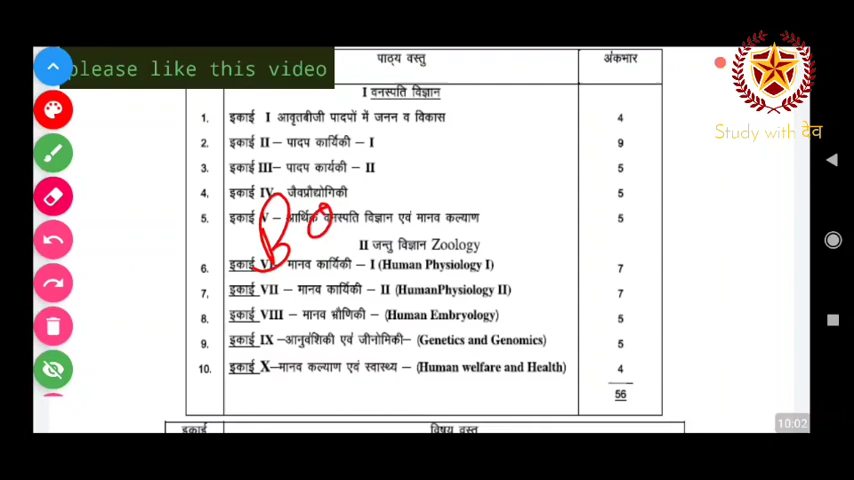 please like this video
पाठ्य वस्तु अंकभार
I वनस्पति विज्ञान
1. इकाई I आवृतबीजी पादपों में जनन व विकास 4
2. इकाई II – पादप कार्यिकी – I 9
3. इकाई III – पादप कार्यकी – II 5
4. इकाई IV – जैवप्रौद्योगिकी 5
5. इकाई V – आर्थिक वनस्पति विज्ञान एवं मानव कल्याण 5
Bo
II जन्तु विज्ञान Zoology
6. इकाई VI – मानव कार्यिकी – I (Human Physiology I) 7
7. इकाई VII – मानव कार्यिकी – II (HumanPhysiology II) 7
8. इकाई VIII – मानव भ्रौणिकी – (Human Embryology) 5
9. इकाई IX –आनुवंशिकी एवं जीनोमिकी– (Genetics and Genomics) 5
10. इकाई X–मानव कल्याण एवं स्वास्थ्य – (Human welfare and Health) 4
56
इकाई विषय वस्तु
Study with देव
10:02